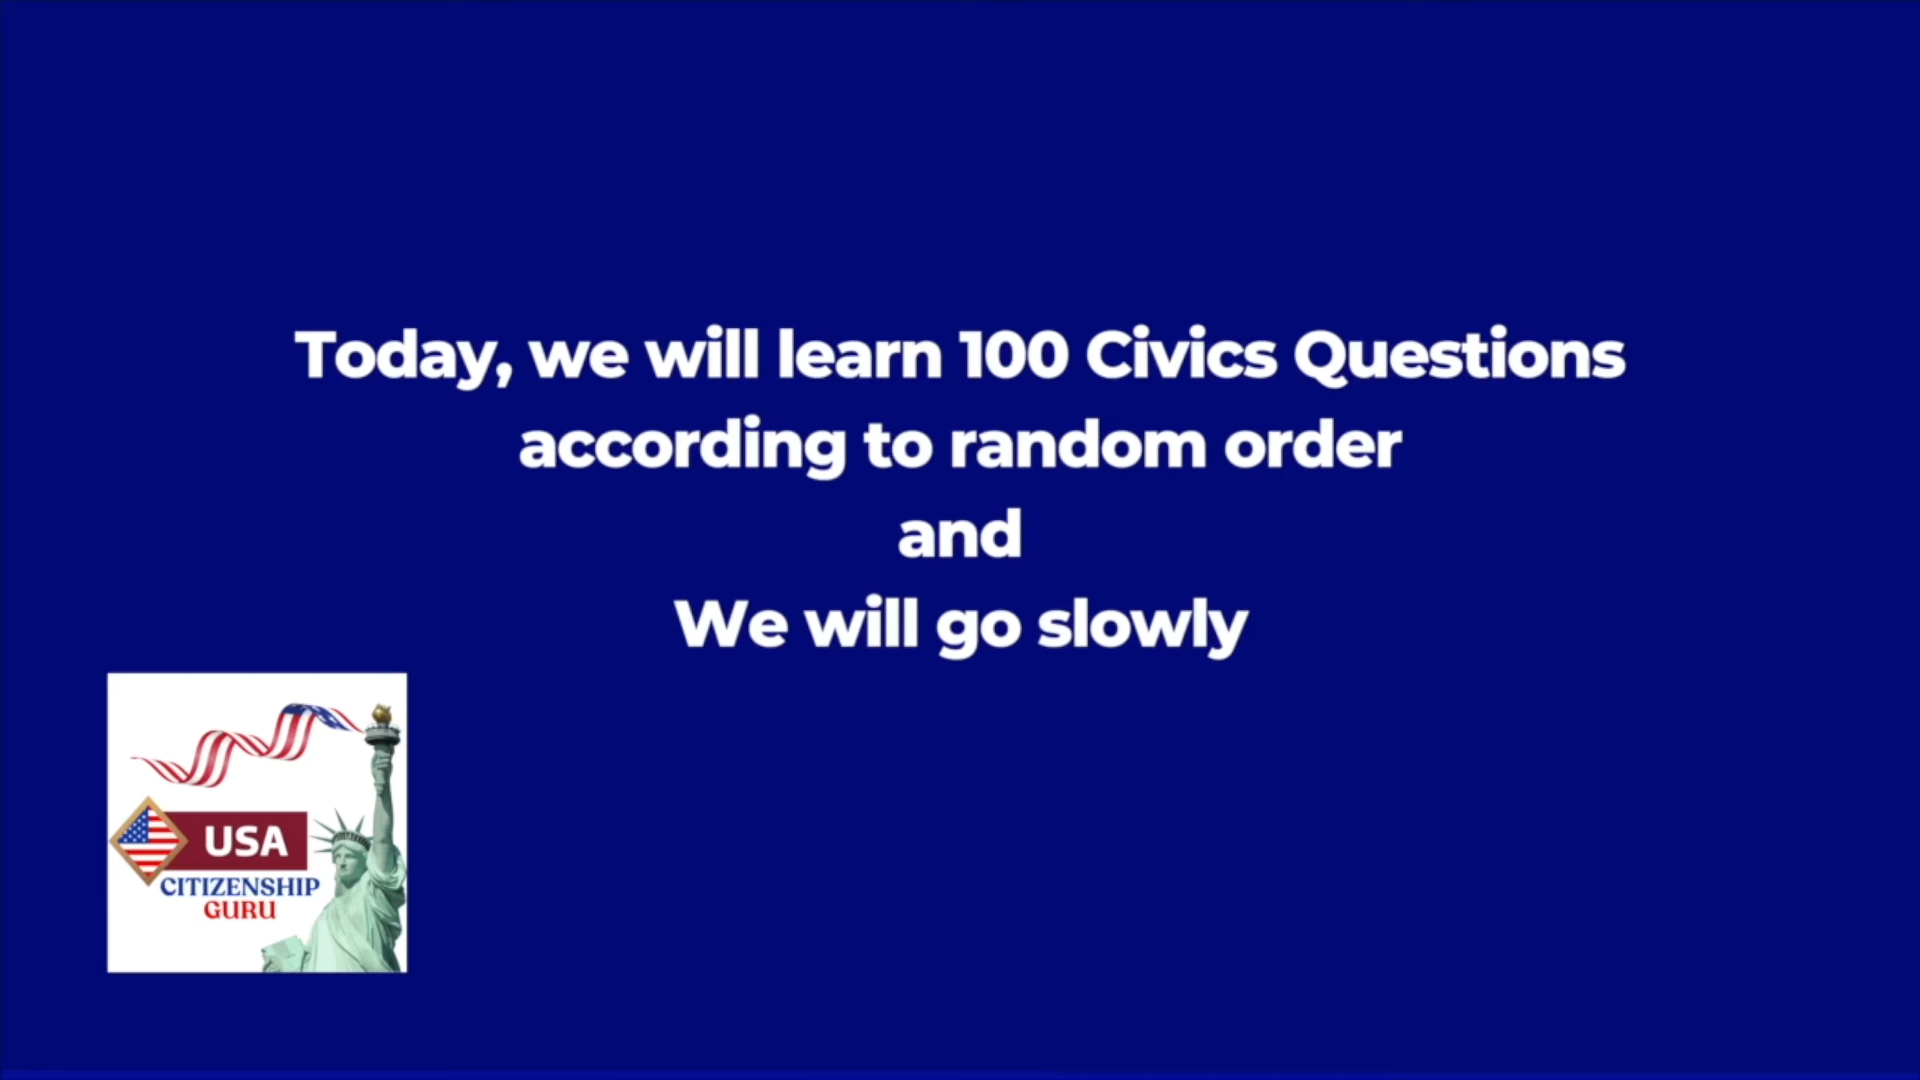 Today, we will learn 100 Civics Questions
according to random order
and
We will go slowly
USA
CITIZENSHIP
GURU